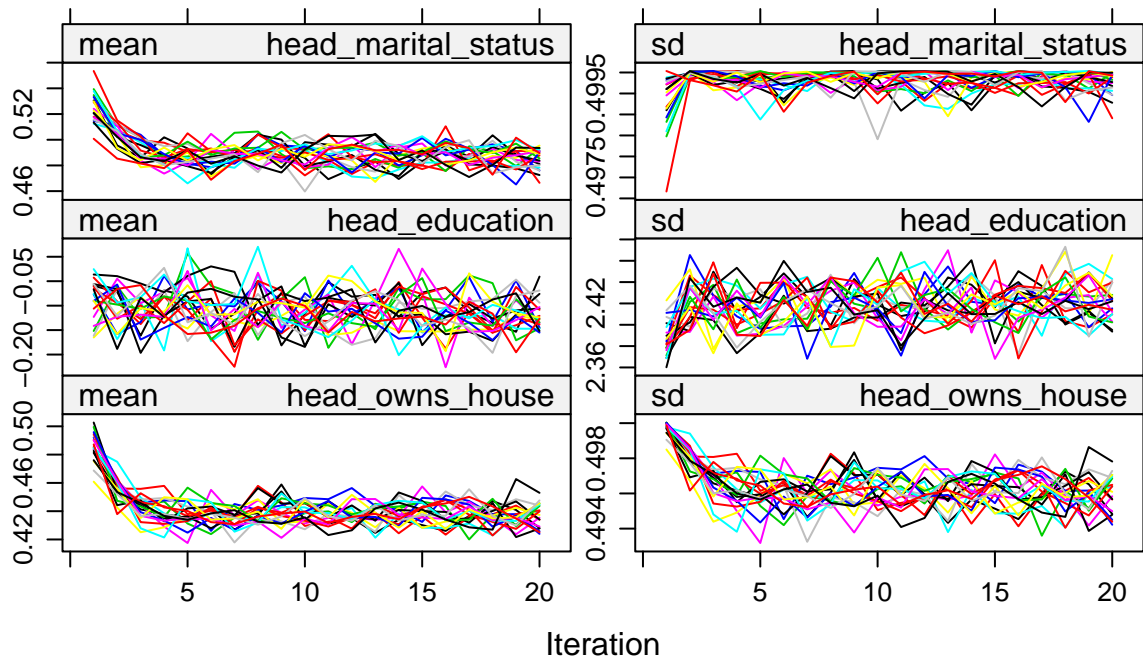 mean head_marital_status
sd head_marital_status
0.46 0.52
0.4975 0.4995
mean head_education
sd head_education
−0.20 −0.05
2.36 2.42
mean head_owns_house
sd head_owns_house
0.42 0.46 0.50
0.494 0.498
5 10 15 20
5 10 15 20
Iteration